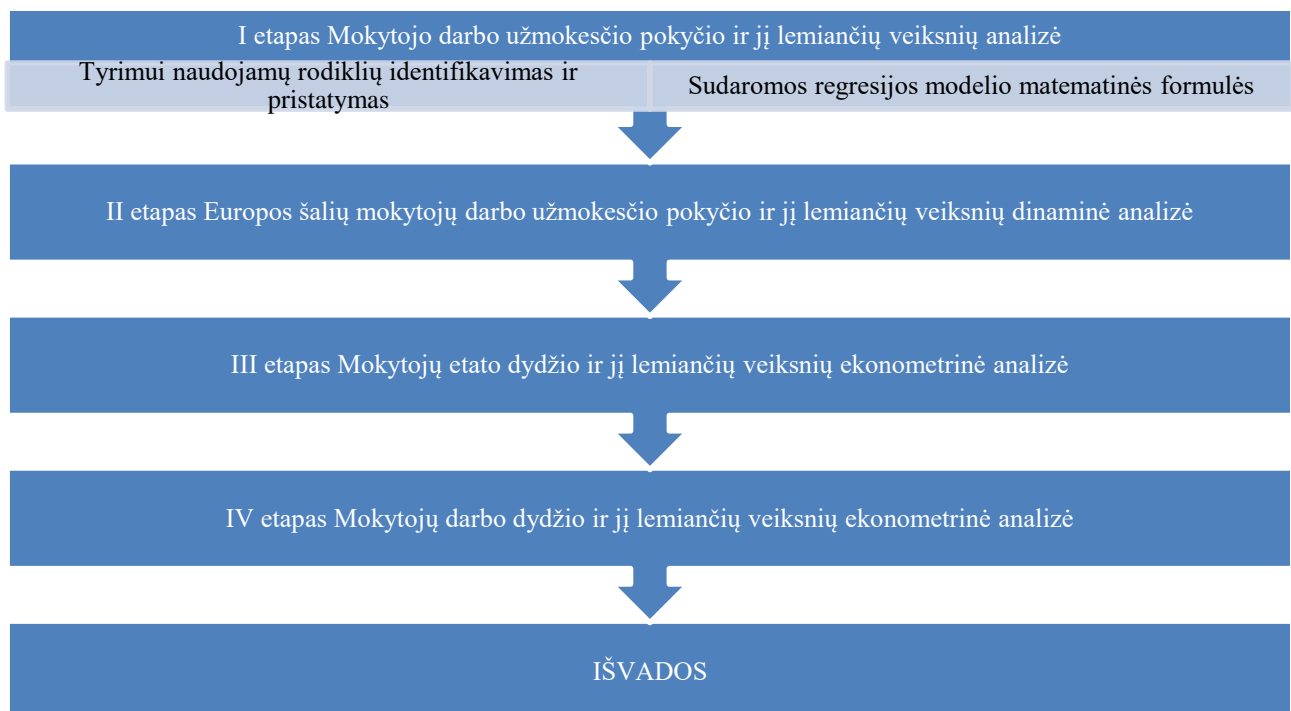 I etapas Mokytojo darbo užmokesčio pokyčio ir jį lemiančių veiksnių analizė
Tyrimui naudojamų rodiklių identifikavimas ir
pristatymas
Sudaromos regresijos modelio matematinės formulės
II etapas Europos šalių mokytojų darbo užmokesčio pokyčio ir jį lemiančių veiksnių dinaminė analizė
III etapas Mokytojų etato dydžio ir jį lemiančių veiksnių ekonometrinė analizė
IV etapas Mokytojų darbo dydžio ir jį lemiančių veiksnių ekonometrinė analizė
IŠVADOS